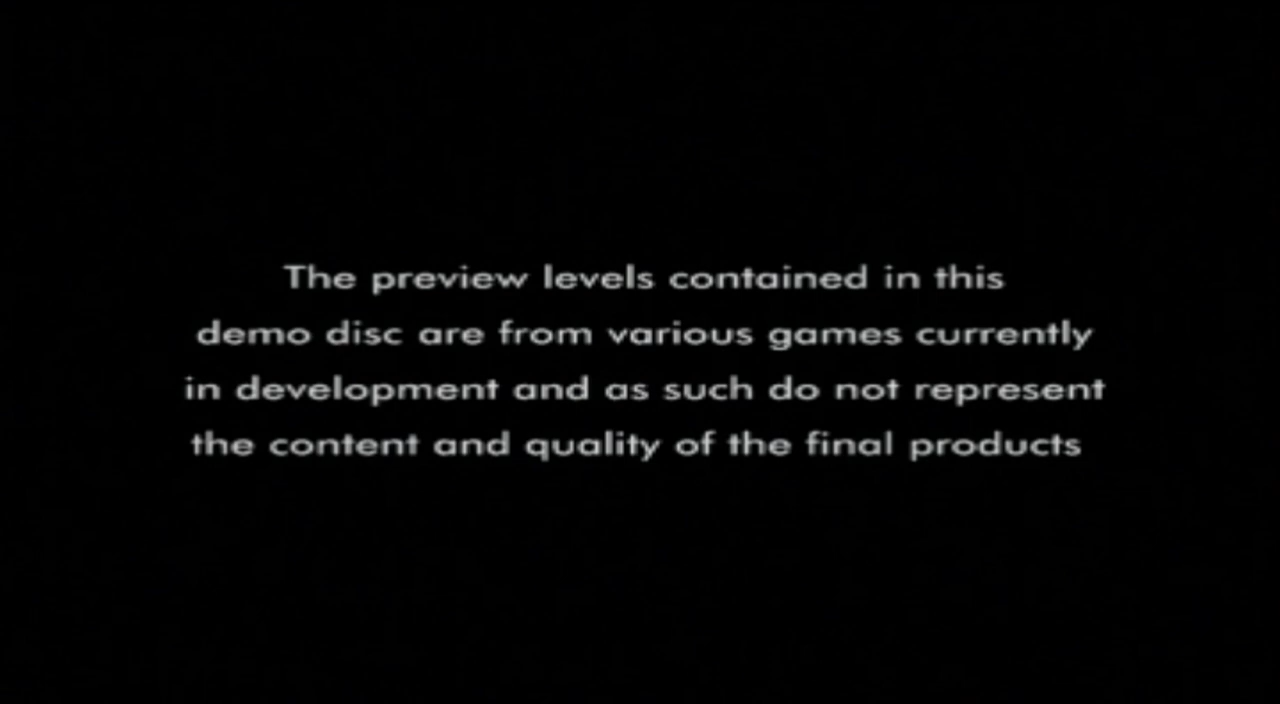 The preview levels contained in this
demo disc are from various games currently
in development and as such do not represent
the content and quality of the final products